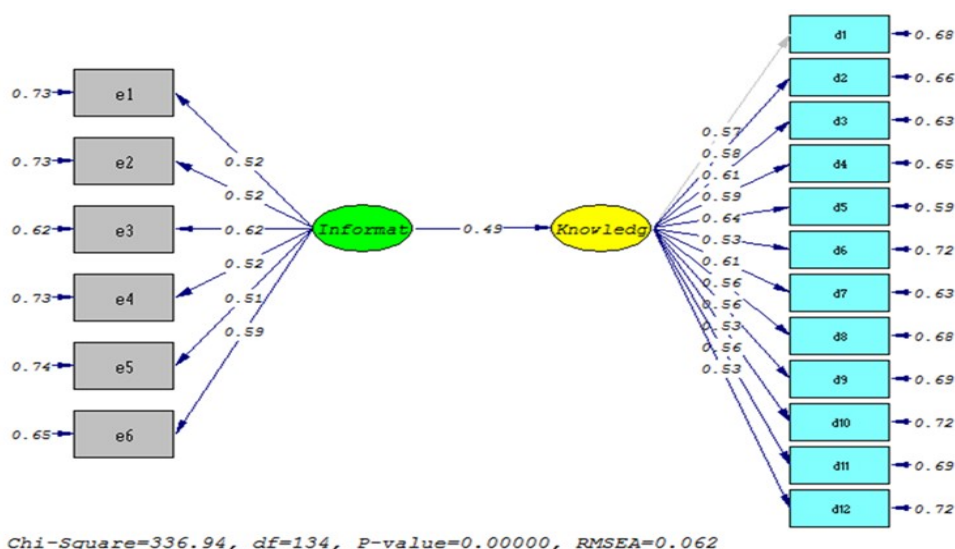 d1 0.68
d2 0.66
0.73 e1
d3 0.63
0.57
0.58
0.73 e2 0.52 0.61 d4 0.65
0.52 0.59
0.64 d5 0.59
0.62 e3 0.62 Informat 0.49 Knowledg 0.53
0.61 d6 0.72
0.52 0.56
0.73 e4 0.51 0.56 d7 0.63
0.59 0.53
0.56 d8 0.68
0.53
0.74 e5 d9 0.69
d10 0.72
0.65 e6
d11 0.69
d12 0.72
Chi-Square=336.94, df=134, P-value=0.00000, RMSEA=0.062